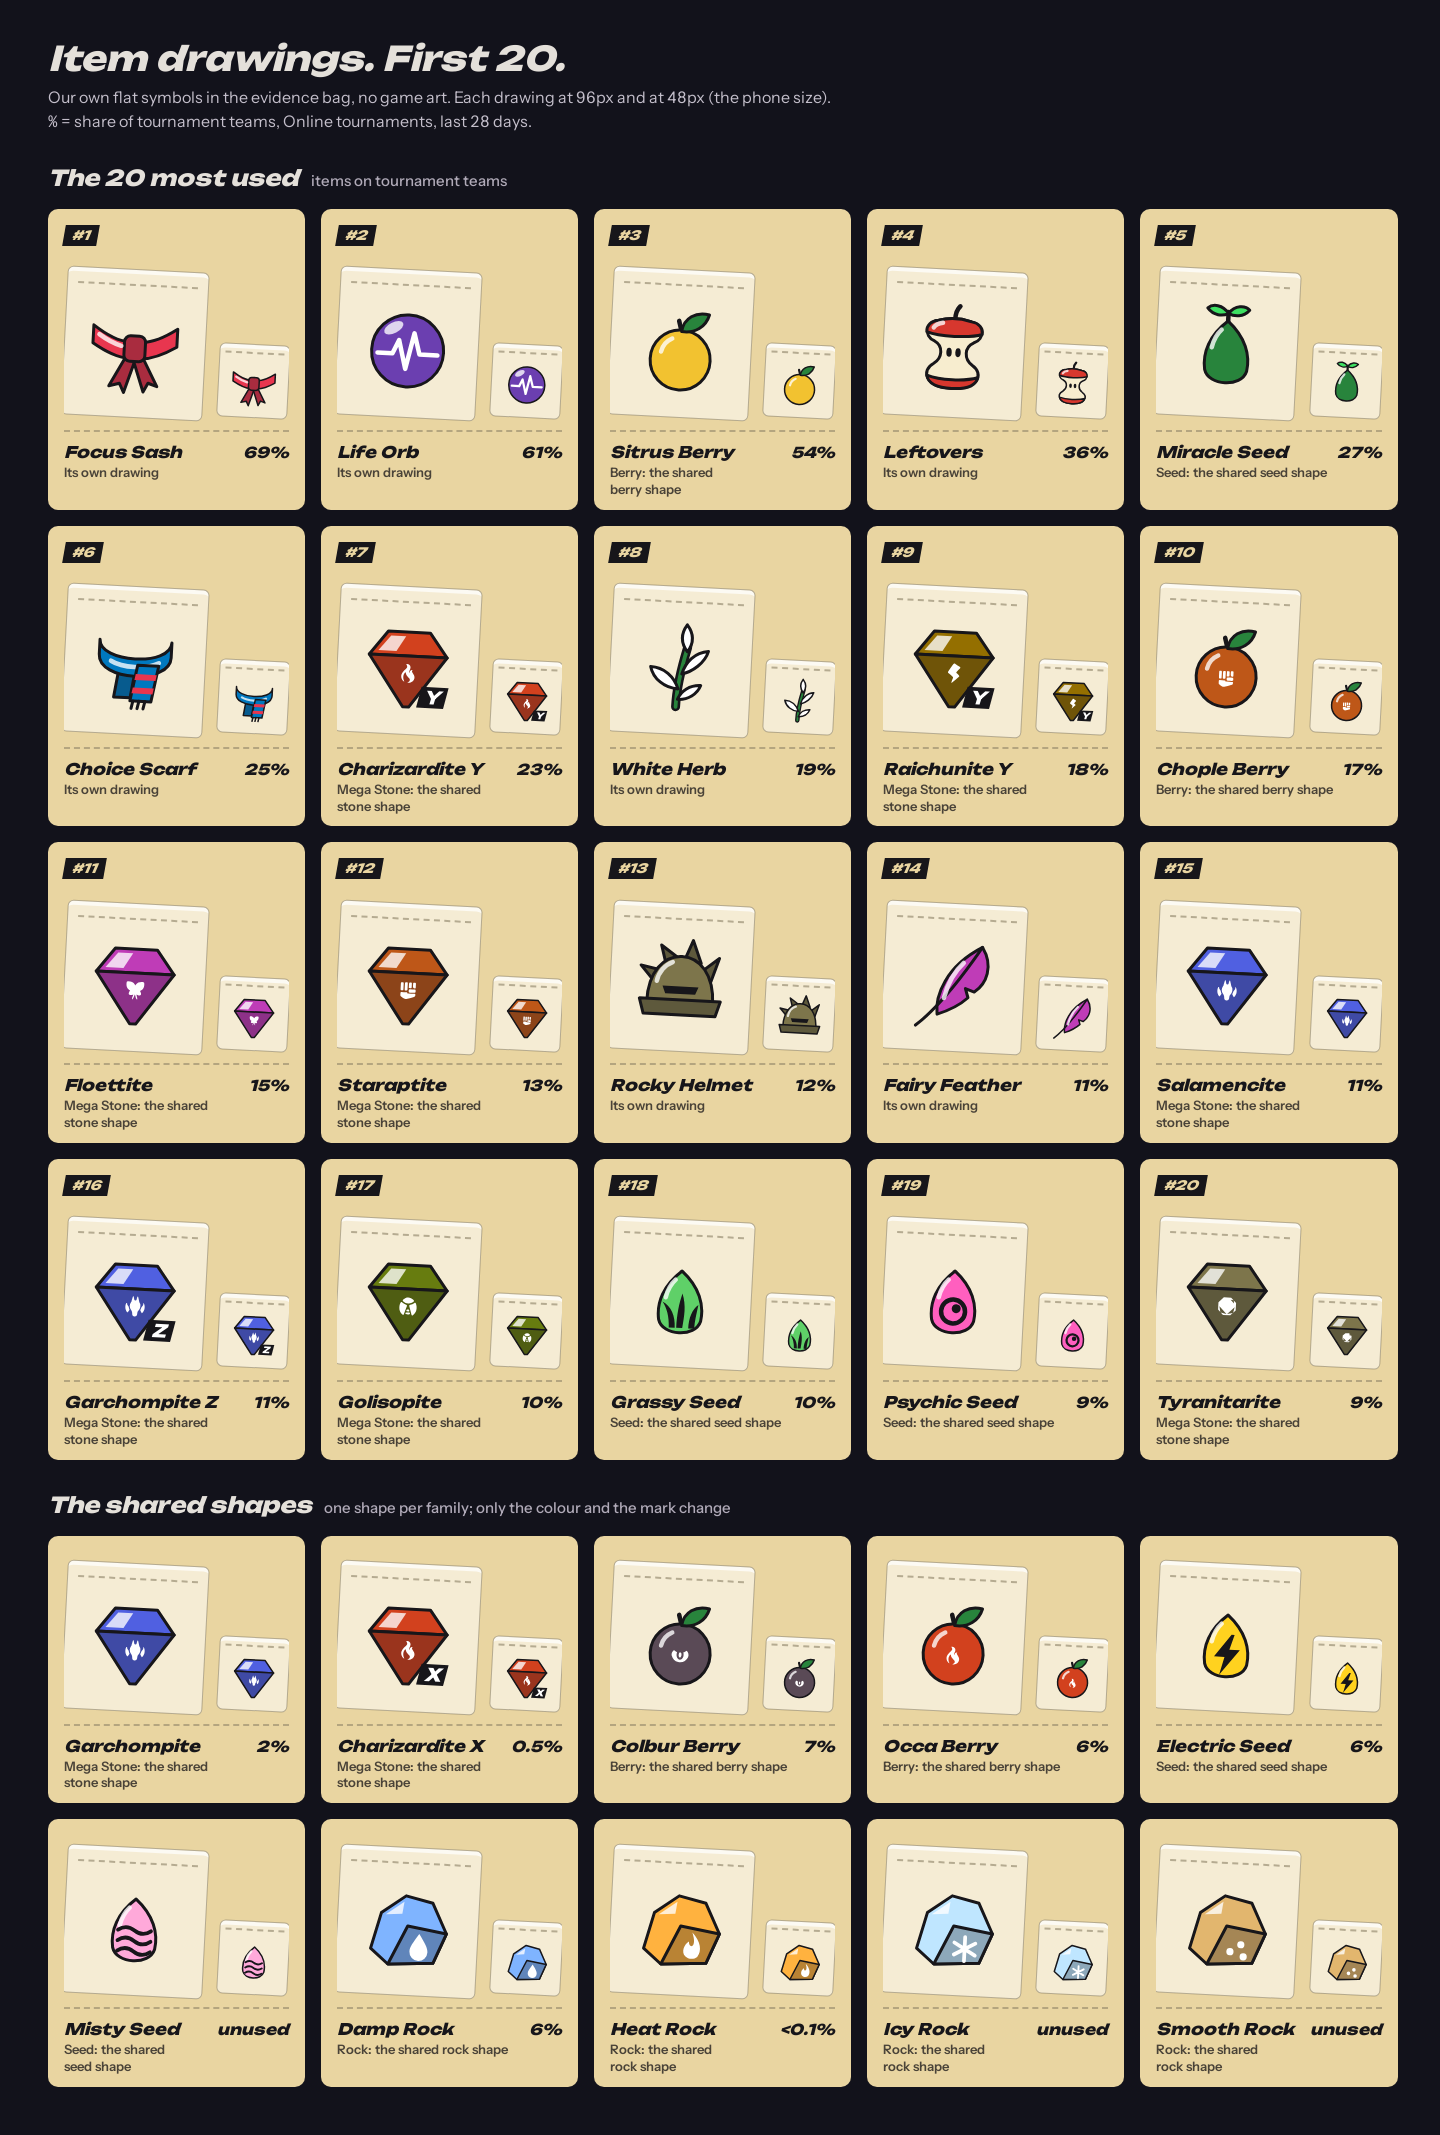 Item drawings. First 20.
Our own flat symbols in the evidence bag, no game art. Each drawing at 96px and at 48px (the phone size).
% = share of tournament teams, Online tournaments, last 28 days.
The 20 most used items on tournament teams
#1
Focus Sash 69%
Its own drawing
#2
Life Orb 61%
Its own drawing
#3
Sitrus Berry 54%
Berry: the shared
berry shape
#4
Leftovers 36%
Its own drawing
#5
Miracle Seed 27%
Seed: the shared seed shape
#6
Choice Scarf 25%
Its own drawing
#7
Y
Y
Charizardite Y 23%
Mega Stone: the shared
stone shape
#8
White Herb 19%
Its own drawing
#9
Y
Y
Raichunite Y 18%
Mega Stone: the shared
stone shape
#10
Chople Berry 17%
Berry: the shared berry shape
#11
Floettite 15%
Mega Stone: the shared
stone shape
#12
Staraptite 13%
Mega Stone: the shared
stone shape
#13
Rocky Helmet 12%
Its own drawing
#14
Fairy Feather 11%
Its own drawing
#15
Salamencite 11%
Mega Stone: the shared
stone shape
#16
Z
Z
Garchompite Z 11%
Mega Stone: the shared
stone shape
#17
Golisopite 10%
Mega Stone: the shared
stone shape
#18
Grassy Seed 10%
Seed: the shared seed shape
#19
Psychic Seed 9%
Seed: the shared seed shape
#20
Tyranitarite 9%
Mega Stone: the shared
stone shape
The shared shapes one shape per family; only the colour and the mark change
Garchompite 2%
Mega Stone: the shared
stone shape
X
X
Charizardite X 0.5%
Mega Stone: the shared
stone shape
Colbur Berry 7%
Berry: the shared berry shape
Occa Berry 6%
Berry: the shared berry shape
Electric Seed 6%
Seed: the shared seed shape
Misty Seed unused
Seed: the shared
seed shape
Damp Rock 6%
Rock: the shared rock shape
Heat Rock <0.1%
Rock: the shared
rock shape
Icy Rock unused
Rock: the shared
rock shape
Smooth Rock unused
Rock: the shared
rock shape